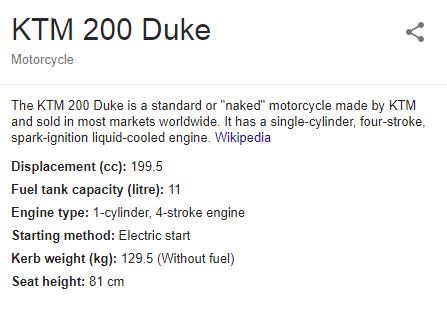 KTM 200 Duke
Motorcycle
The KTM 200 Duke is a standard or "naked" motorcycle made by KTM
and sold in most markets worldwide. It has a single-cylinder, four-stroke,
spark-ignition liquid-cooled engine. Wikipedia
Displacement (cc): 199.5
Fuel tank capacity (litre): 11
Engine type: 1-cylinder, 4-stroke engine
Starting method: Electric start
Kerb weight (kg): 129.5 (Without fuel)
Seat height: 81 cm